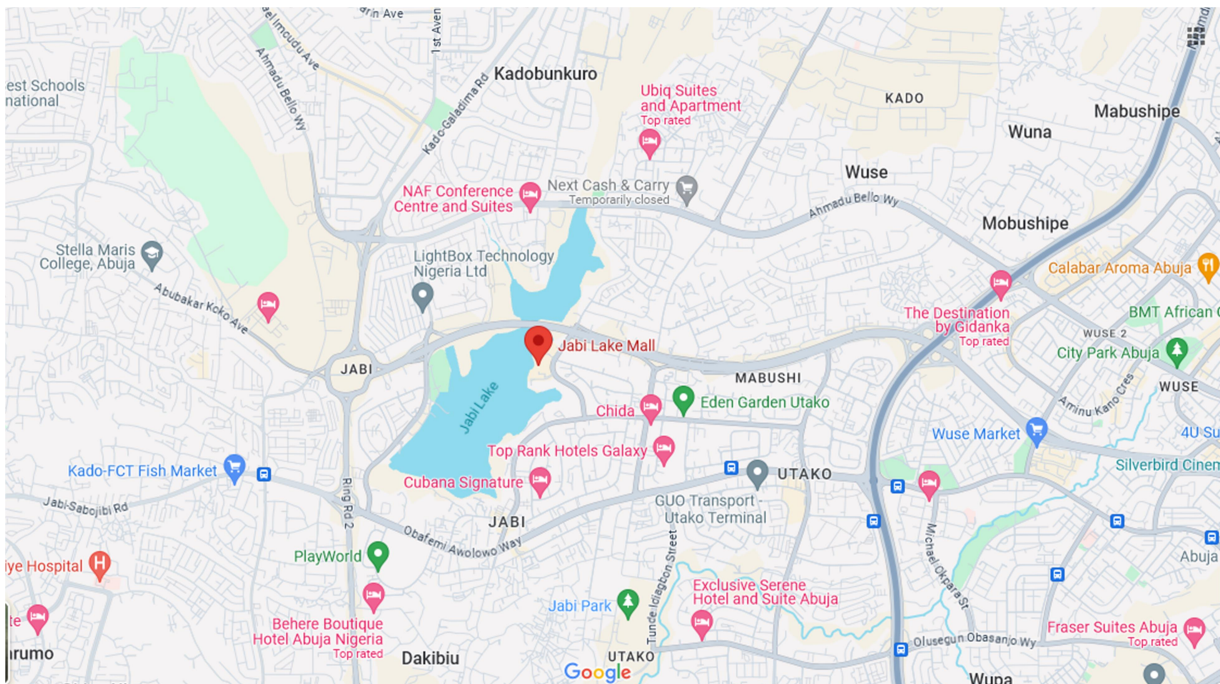 1st Aven
Ahmadu Bello Wy
Kado-Galadima Rd
Kadobunkuro
Ubiq Suites
and Apartment
Top rated
KADO
Mabushipe
Wuna
est Schools
national
Wuse
NAF Conference
Centre and Suites
Next Cash & Carry
Temporarily closed
Ahmadu Bello Wy
Mobushipe
Stella Maris
College, Abuja
LightBox Technology
Nigeria Ltd
Calabar Aroma Abuja
Abubakar Koko Ave
The Destination
by Gidanka
Top rated
BMT African
WUSE 2
City Park Abuja
Jabi Lake Mall
JABI
MABUSHI
WUSE
Aminu Kano Cres
Jabi Lake
Chida
Eden Garden Utako
Wuse Market
4U Su
Top Rank Hotels Galaxy
Silverbird Cinem
Kado-FCT Fish Market
Cubana Signature
UTAKO
GUO Transport -
Utako Terminal
Jabi-Sabojibi Rd
Ring Rd 2
JABI
Obafemi Awolowo Way
Michael Okpara St
PlayWorld
Abuja
iye Hospital
Tunde Idiagbon Street
Exclusive Serene
Hotel and Suite Abuja
Jabi Park
te
Behere Boutique
Hotel Abuja Nigeria
Top rated
Fraser Suites Abuja
Top rated
Olusegun Obasanjo Wy
arumo
Dakibiu
UTAKO
Google
Wupa